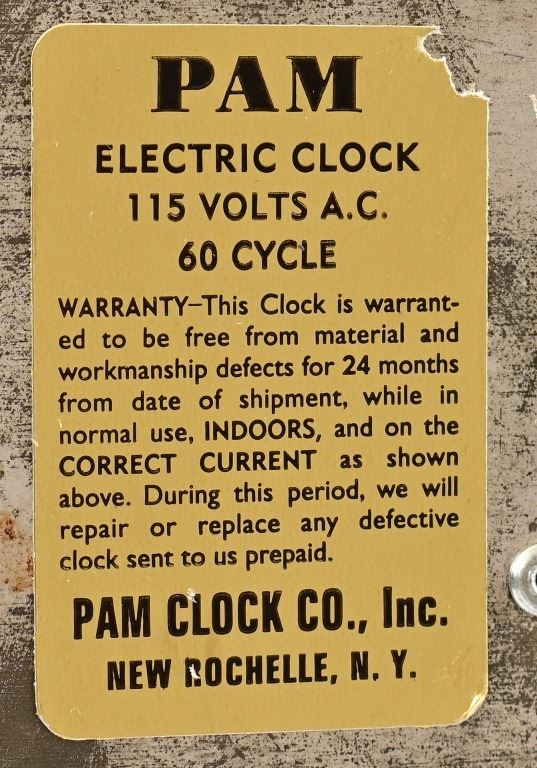 PAM
ELECTRIC CLOCK
115 VOLTS A.C.
60 CYCLE
WARRANTY—This Clock is warrant-
ed to be free from material and
workmanship defects for 24 months
from date of shipment, while in
normal use, INDOORS, and on the
CORRECT CURRENT as shown
above. During this period, we will
repair or replace any defective
clock sent to us prepaid.
PAM CLOCK CO., Inc.
NEW ROCHELLE, N. Y.